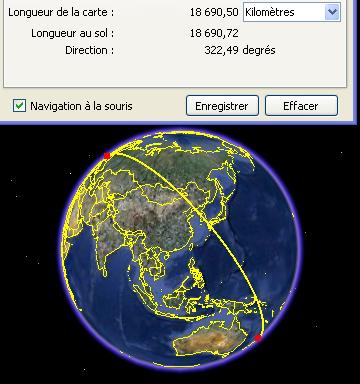 Longueur de la carte : 18 690,50 Kilomètres
Longueur au sol : 18 690,72
Direction : 322,49 degrés
Navigation à la souris Enregistrer Effacer